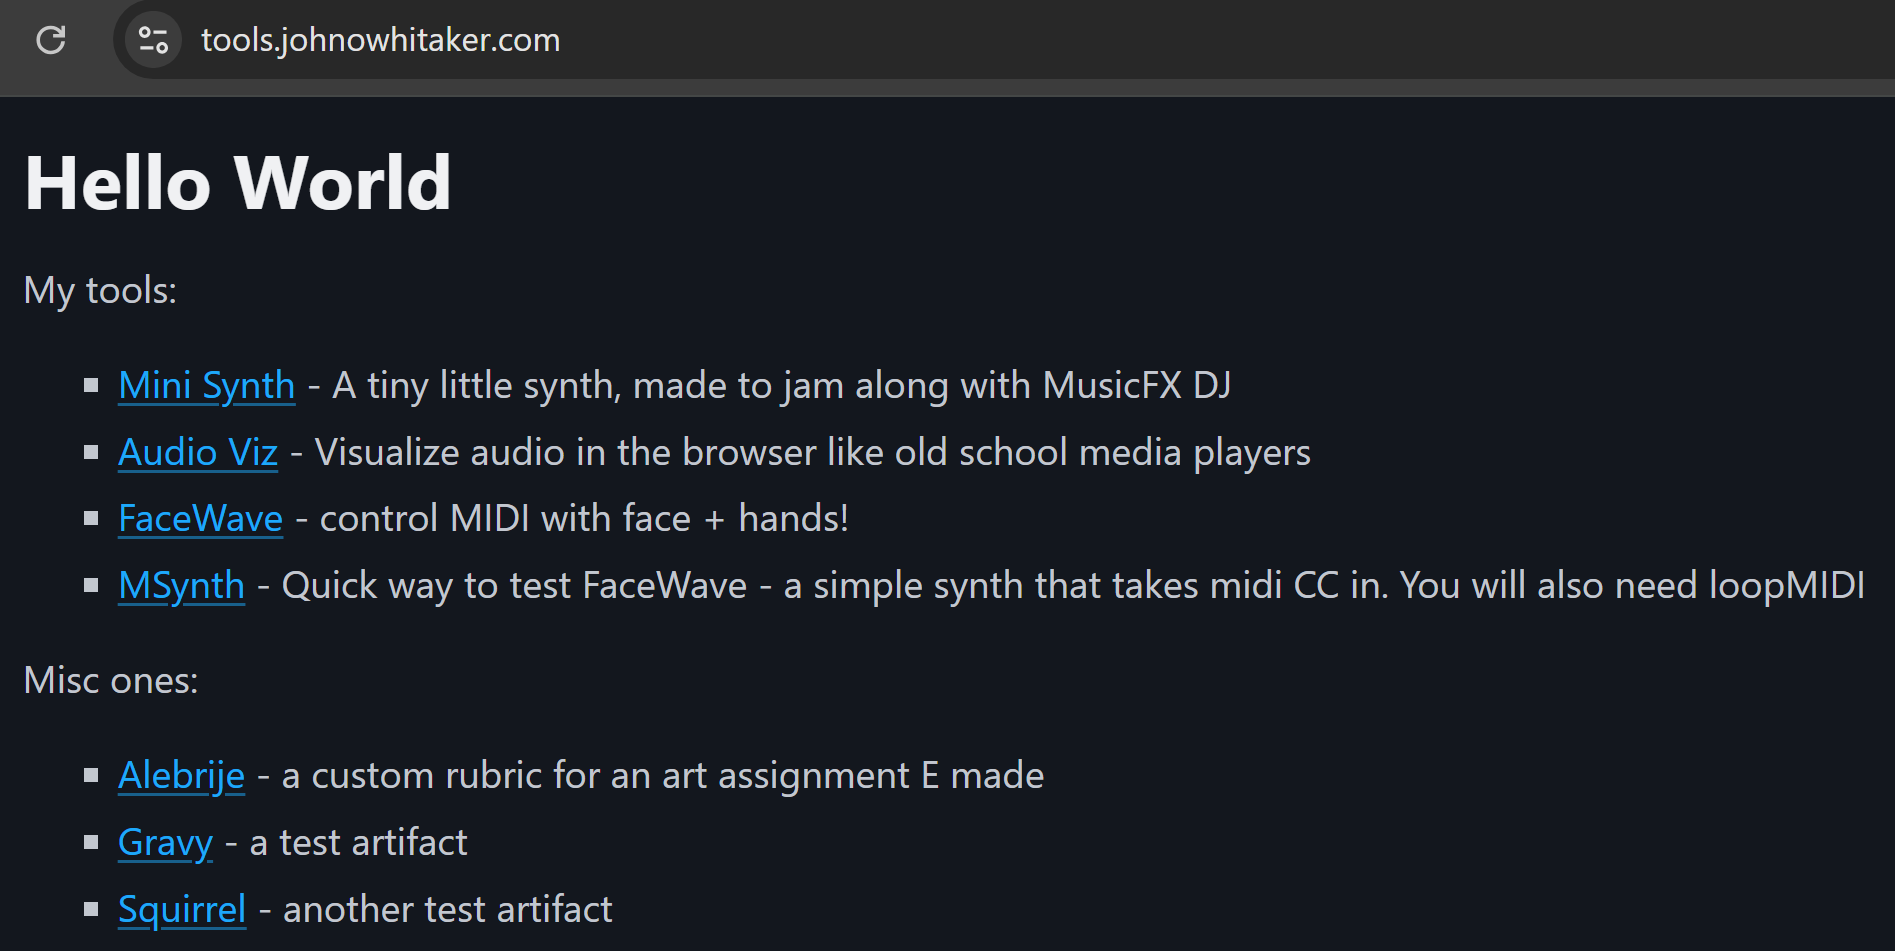 tools.johnowhitaker.com
Hello World
My tools:
Mini Synth - A tiny little synth, made to jam along with MusicFX DJ
Audio Viz - Visualize audio in the browser like old school media players
FaceWave - control MIDI with face + hands!
MSynth - Quick way to test FaceWave - a simple synth that takes midi CC in. You will also need loopMIDI
Misc ones:
Alebrije - a custom rubric for an art assignment E made
Gravy - a test artifact
Squirrel - another test artifact